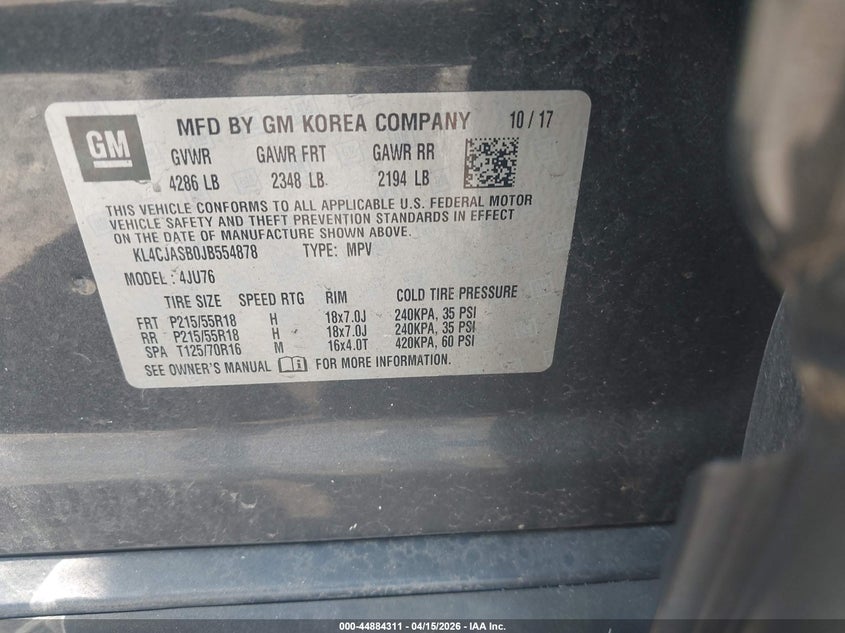 GM
MFD BY GM KOREA COMPANY 10/17
GVWR GAWR FRT GAWR RR
4286 LB 2348 LB. 2194 LB
THIS VEHICLE CONFORMS TO ALL APPLICABLE U.S. FEDERAL MOTOR
VEHICLE SAFETY AND THEFT PREVENTION STANDARDS IN EFFECT
ON THE DATE OF MANUFACTURE SHOWN ABOVE.
KL4CJASB0JB554878 TYPE: MPV
MODEL: 4JU76
TIRE SIZE SPEED RTG RIM COLD TIRE PRESSURE
FRT P215/55R18 H 18x7.0J 240KPA, 35 PSI
RR P215/55R18 H 18x7.0J 240KPA, 35 PSI
SPA T125/70R16 M 16x4.0T 420KPA, 60 PSI
SEE OWNER'S MANUAL FOR MORE INFORMATION.
000-44884311 - 04/15/2026 - IAA Inc.